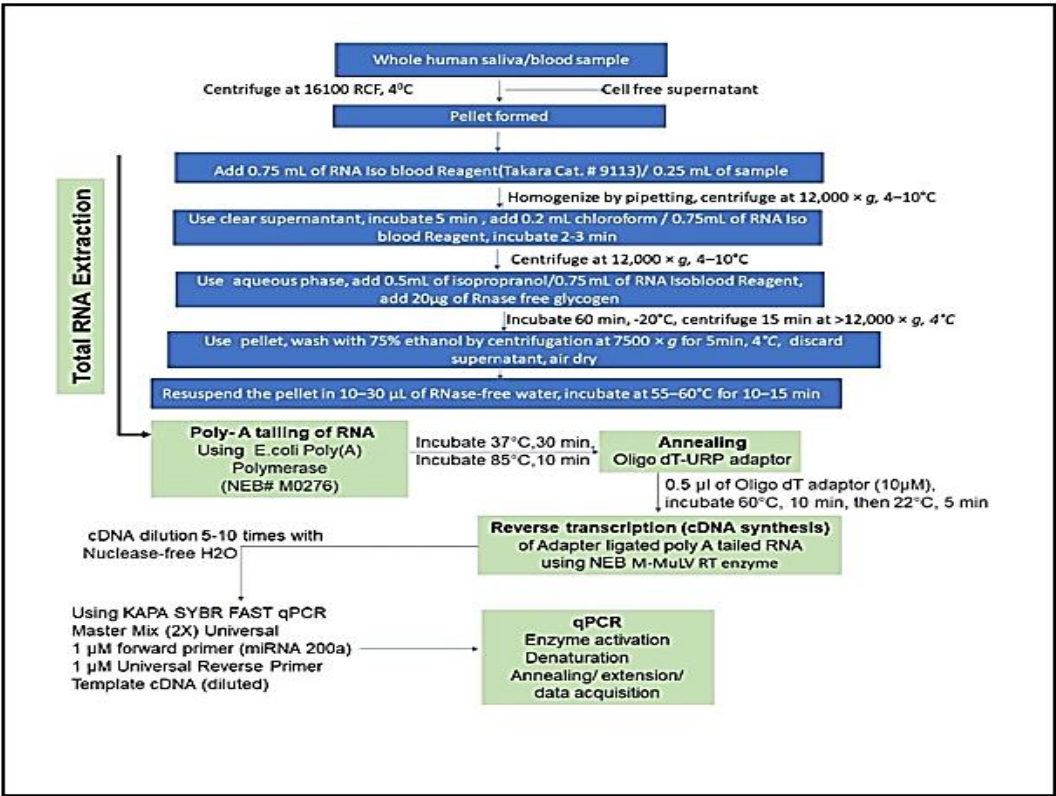 Whole human saliva/blood sample
Centrifuge at 16100 RCF, 4⁰C
Cell free supernatant
Pellet formed
Total RNA Extraction
Add 0.75 mL of RNA Iso blood Reagent(Takara Cat. # 9113)/ 0.25 mL of sample
Homogenize by pipetting, centrifuge at 12,000 × g, 4–10°C
Use clear supernantant, incubate 5 min , add 0.2 mL chloroform / 0.75mL of RNA Iso
blood Reagent, incubate 2-3 min
Centrifuge at 12,000 × g, 4–10°C
Use aqueous phase, add 0.5mL of isopropranol/0.75 mL of RNA Isoblood Reagent,
add 20µg of Rnase free glycogen
Incubate 60 min, -20°C, centrifuge 15 min at >12,000 × g, 4°C
Use pellet, wash with 75% ethanol by centrifugation at 7500 × g for 5min, 4°C, discard
supernatant, air dry
Resuspend the pellet in 10–30 µL of RNase-free water, incubate at 55–60°C for 10–15 min
Poly- A tailing of RNA
Using E.coli Poly(A)
Polymerase
(NEB# M0276)
Incubate 37°C,30 min,
Incubate 85°C,10 min
Annealing
Oligo dT-URP adaptor
0.5 µl of Oligo dT adaptor (10µM),
incubate 60°C, 10 min, then 22°C, 5 min
Reverse transcription (cDNA synthesis)
of Adapter ligated poly A tailed RNA
using NEB M-MuLV RT enzyme
cDNA dilution 5-10 times with
Nuclease-free H2O
Using KAPA SYBR FAST qPCR
Master Mix (2X) Universal
1 µM forward primer (miRNA 200a)
1 µM Universal Reverse Primer
Template cDNA (diluted)
qPCR
Enzyme activation
Denaturation
Annealing/ extension/
data acquisition